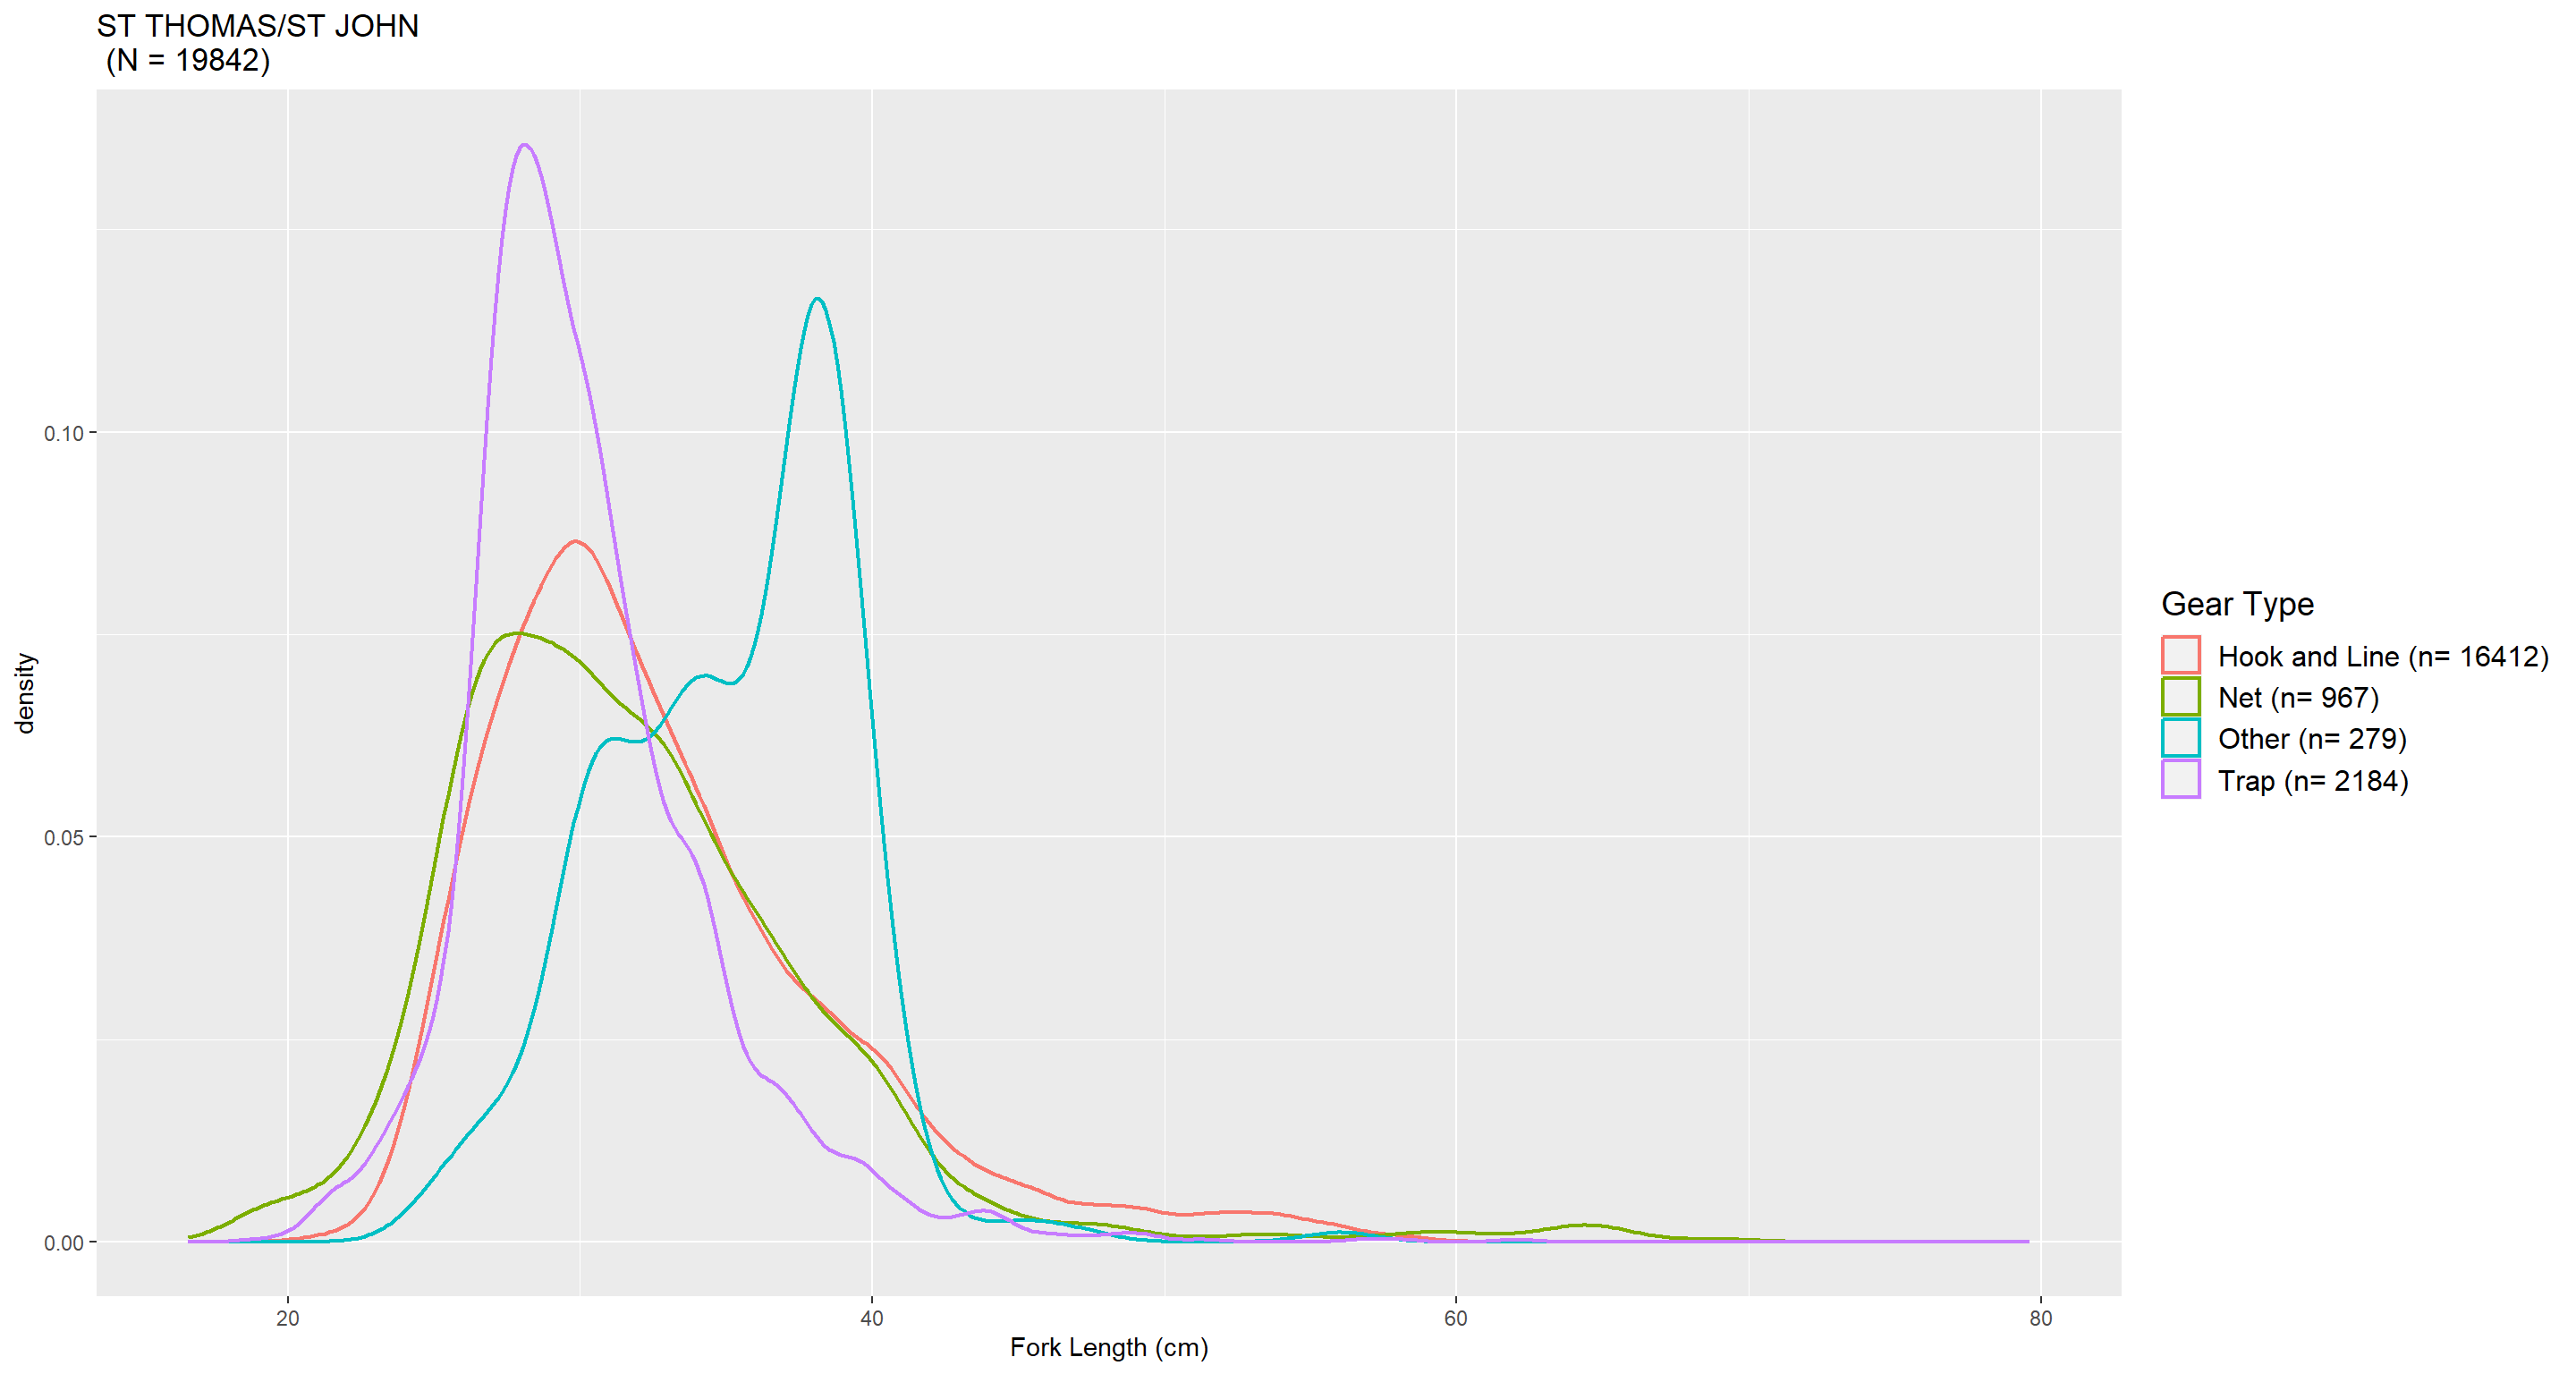 ST THOMAS/ST JOHN
(N = 19842)
density
0.10
0.05
0.00
20
40
60
80
Fork Length (cm)
Gear Type
Hook and Line (n= 16412)
Net (n= 967)
Other (n= 279)
Trap (n= 2184)